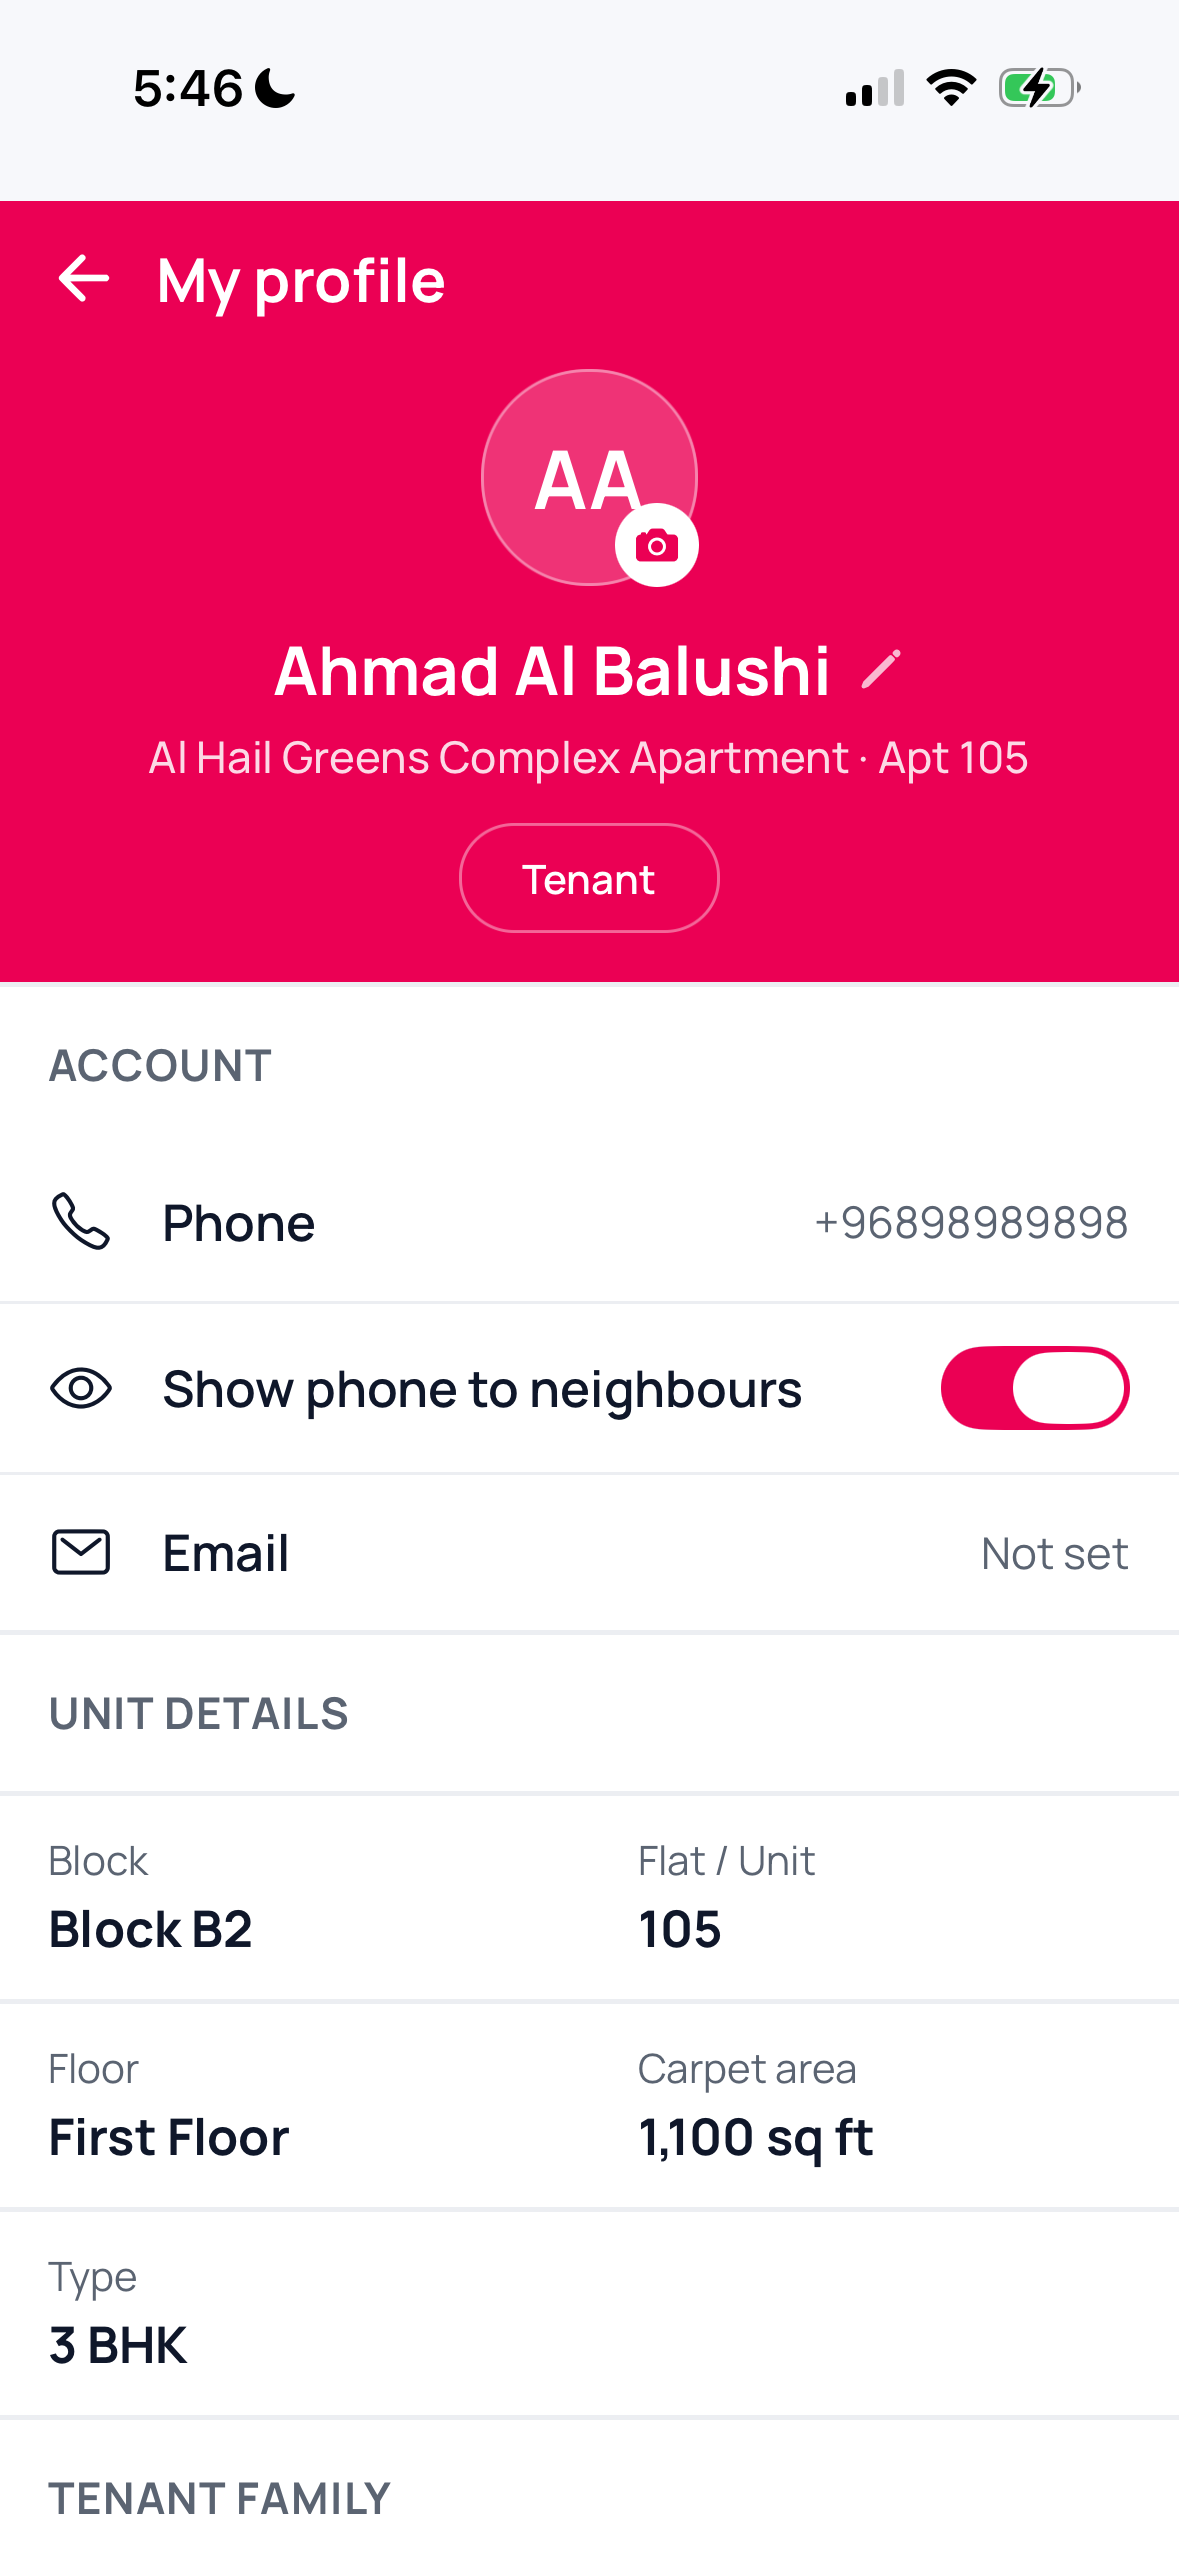 5:46
My profile
AA
Ahmad Al Balushi
Al Hail Greens Complex Apartment · Apt 105
Tenant
ACCOUNT
Phone +96898989898
Show phone to neighbours
Email Not set
UNIT DETAILS
Block Flat / Unit
Block B2 105
Floor Carpet area
First Floor 1,100 sq ft
Type
3 BHK
TENANT FAMILY